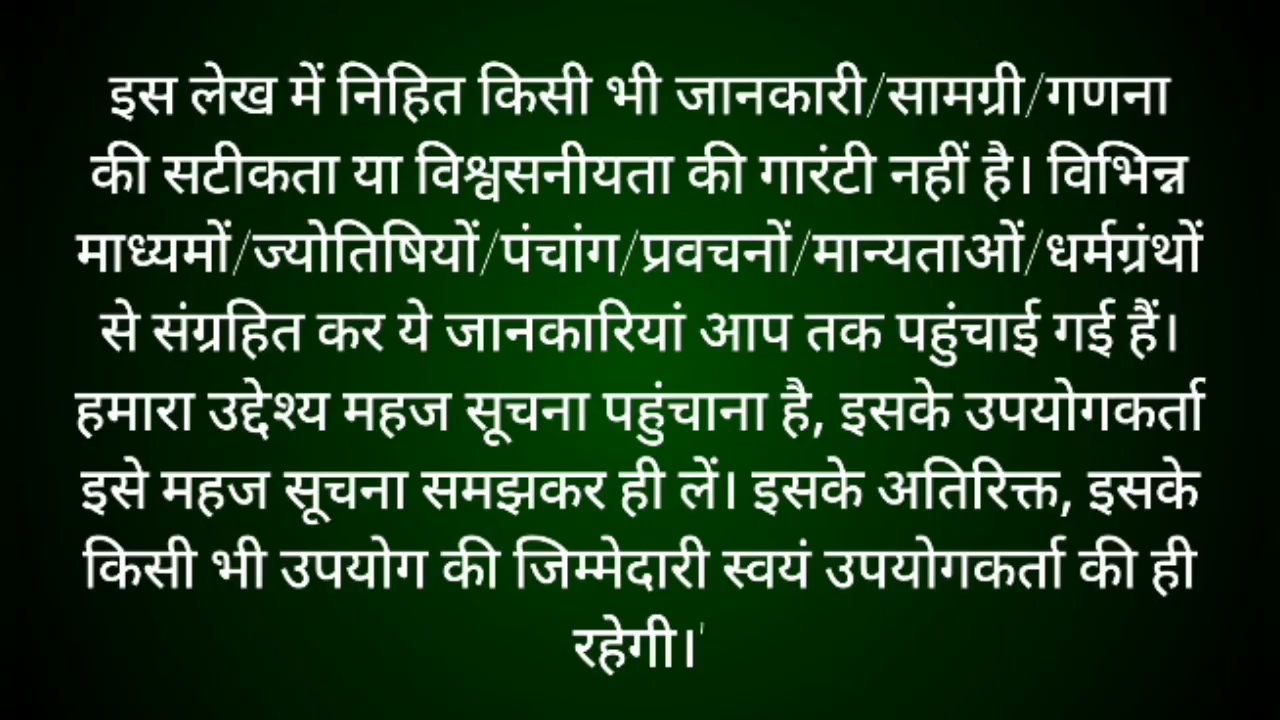 इस लेख में निहित किसी भी जानकारी/सामग्री/गणना
की सटीकता या विश्वसनीयता की गारंटी नहीं है। विभिन्न
माध्यमों/ज्योतिषियों/पंचांग/प्रवचनों/मान्यताओं/धर्मग्रंथों
से संग्रहित कर ये जानकारियां आप तक पहुंचाई गई हैं।
हमारा उद्देश्य महज सूचना पहुंचाना है, इसके उपयोगकर्ता
इसे महज सूचना समझकर ही लें। इसके अतिरिक्त, इसके
किसी भी उपयोग की जिम्मेदारी स्वयं उपयोगकर्ता की ही
रहेगी।'